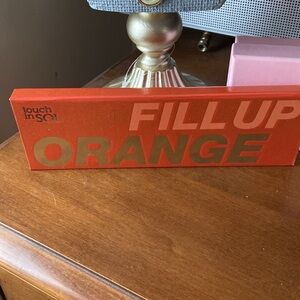 touch
in SOL
FILL UP
ORANGE